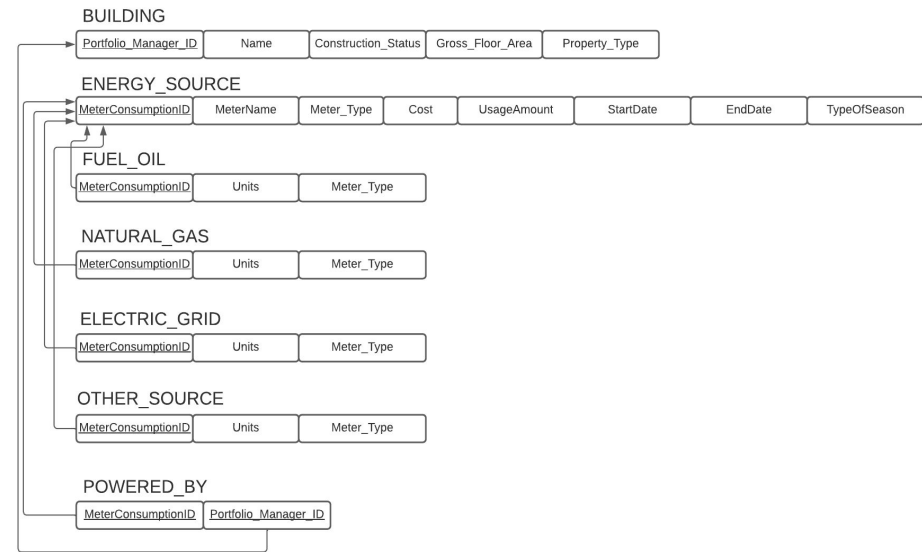 BUILDING
Portfolio_Manager_ID Name Construction_Status Gross_Floor_Area Property_Type
ENERGY_SOURCE
MeterConsumptionID MeterName Meter_Type Cost UsageAmount StartDate EndDate TypeOfSeason
FUEL_OIL
MeterConsumptionID Units Meter_Type
NATURAL_GAS
MeterConsumptionID Units Meter_Type
ELECTRIC_GRID
MeterConsumptionID Units Meter_Type
OTHER_SOURCE
MeterConsumptionID Units Meter_Type
POWERED_BY
MeterConsumptionID Portfolio_Manager_ID